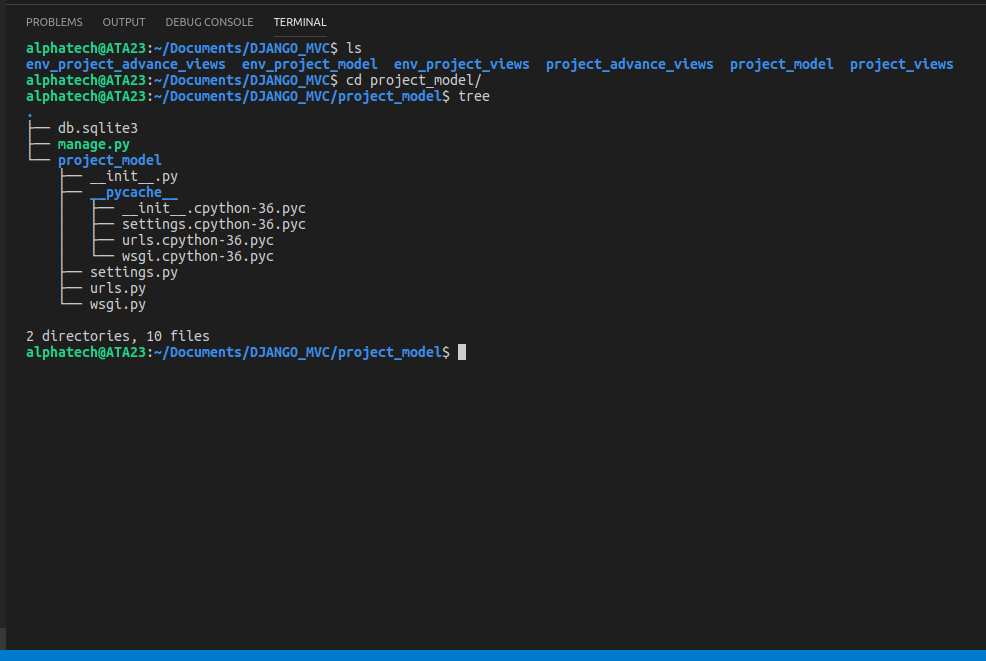 PROBLEMS OUTPUT DEBUG CONSOLE TERMINAL
alphatech@ATA23:~/Documents/DJANGO_MVC$ ls
env_project_advance_views  env_project_model  env_project_views  project_advance_views  project_model  project_views
alphatech@ATA23:~/Documents/DJANGO_MVC$ cd project_model/
alphatech@ATA23:~/Documents/DJANGO_MVC/project_model$ tree
.
├── db.sqlite3
├── manage.py
└── project_model
    ├── __init__.py
    ├── __pycache__
    │   ├── __init__.cpython-36.pyc
    │   ├── settings.cpython-36.pyc
    │   ├── urls.cpython-36.pyc
    │   └── wsgi.cpython-36.pyc
    ├── settings.py
    ├── urls.py
    └── wsgi.py

2 directories, 10 files
alphatech@ATA23:~/Documents/DJANGO_MVC/project_model$